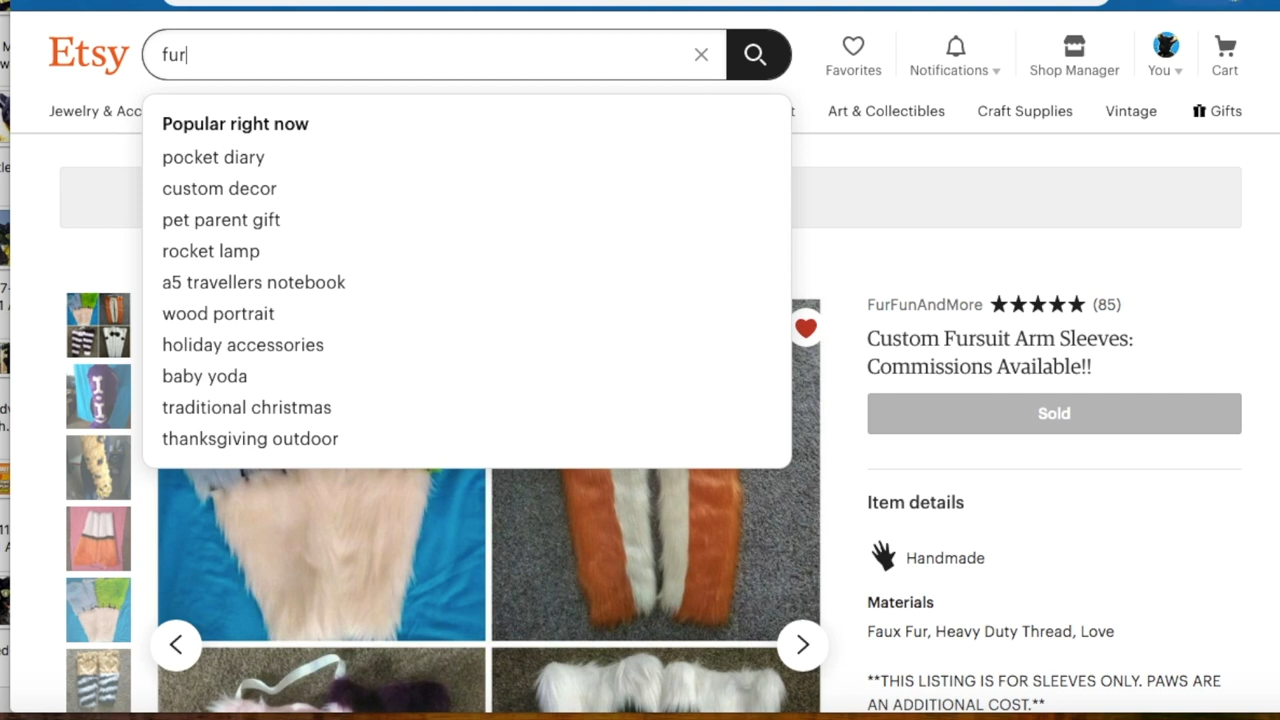 Etsy
fur
Favorites
Notifications
Shop Manager
You
Cart
Jewelry & Acc
Art & Collectibles
Craft Supplies
Vintage
Gifts
Popular right now
pocket diary
custom decor
pet parent gift
rocket lamp
a5 travellers notebook
wood portrait
holiday accessories
baby yoda
traditional christmas
thanksgiving outdoor
FurFunAndMore ★★★★★ (85)
Custom Fursuit Arm Sleeves:
Commissions Available!!
Sold
Item details
Handmade
Materials
Faux Fur, Heavy Duty Thread, Love
**THIS LISTING IS FOR SLEEVES ONLY. PAWS ARE
AN ADDITIONAL COST.**